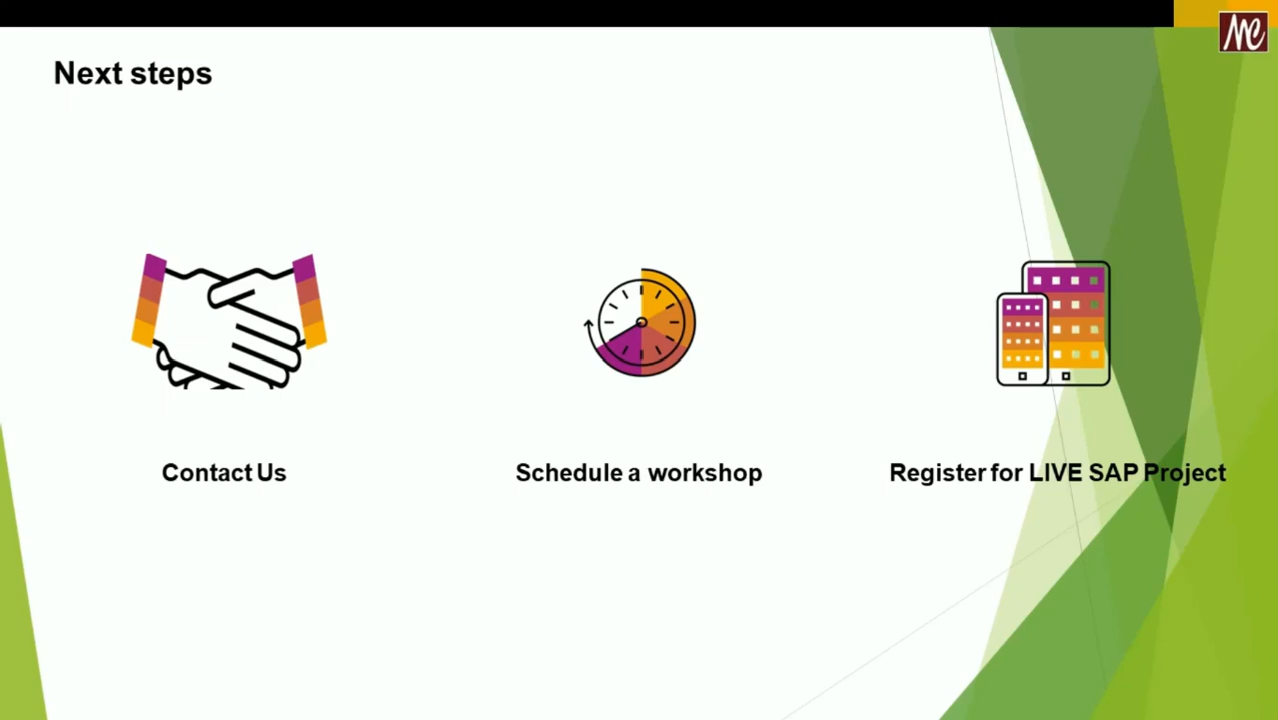 Next steps
Contact Us
Schedule a workshop
Register for LIVE SAP Project